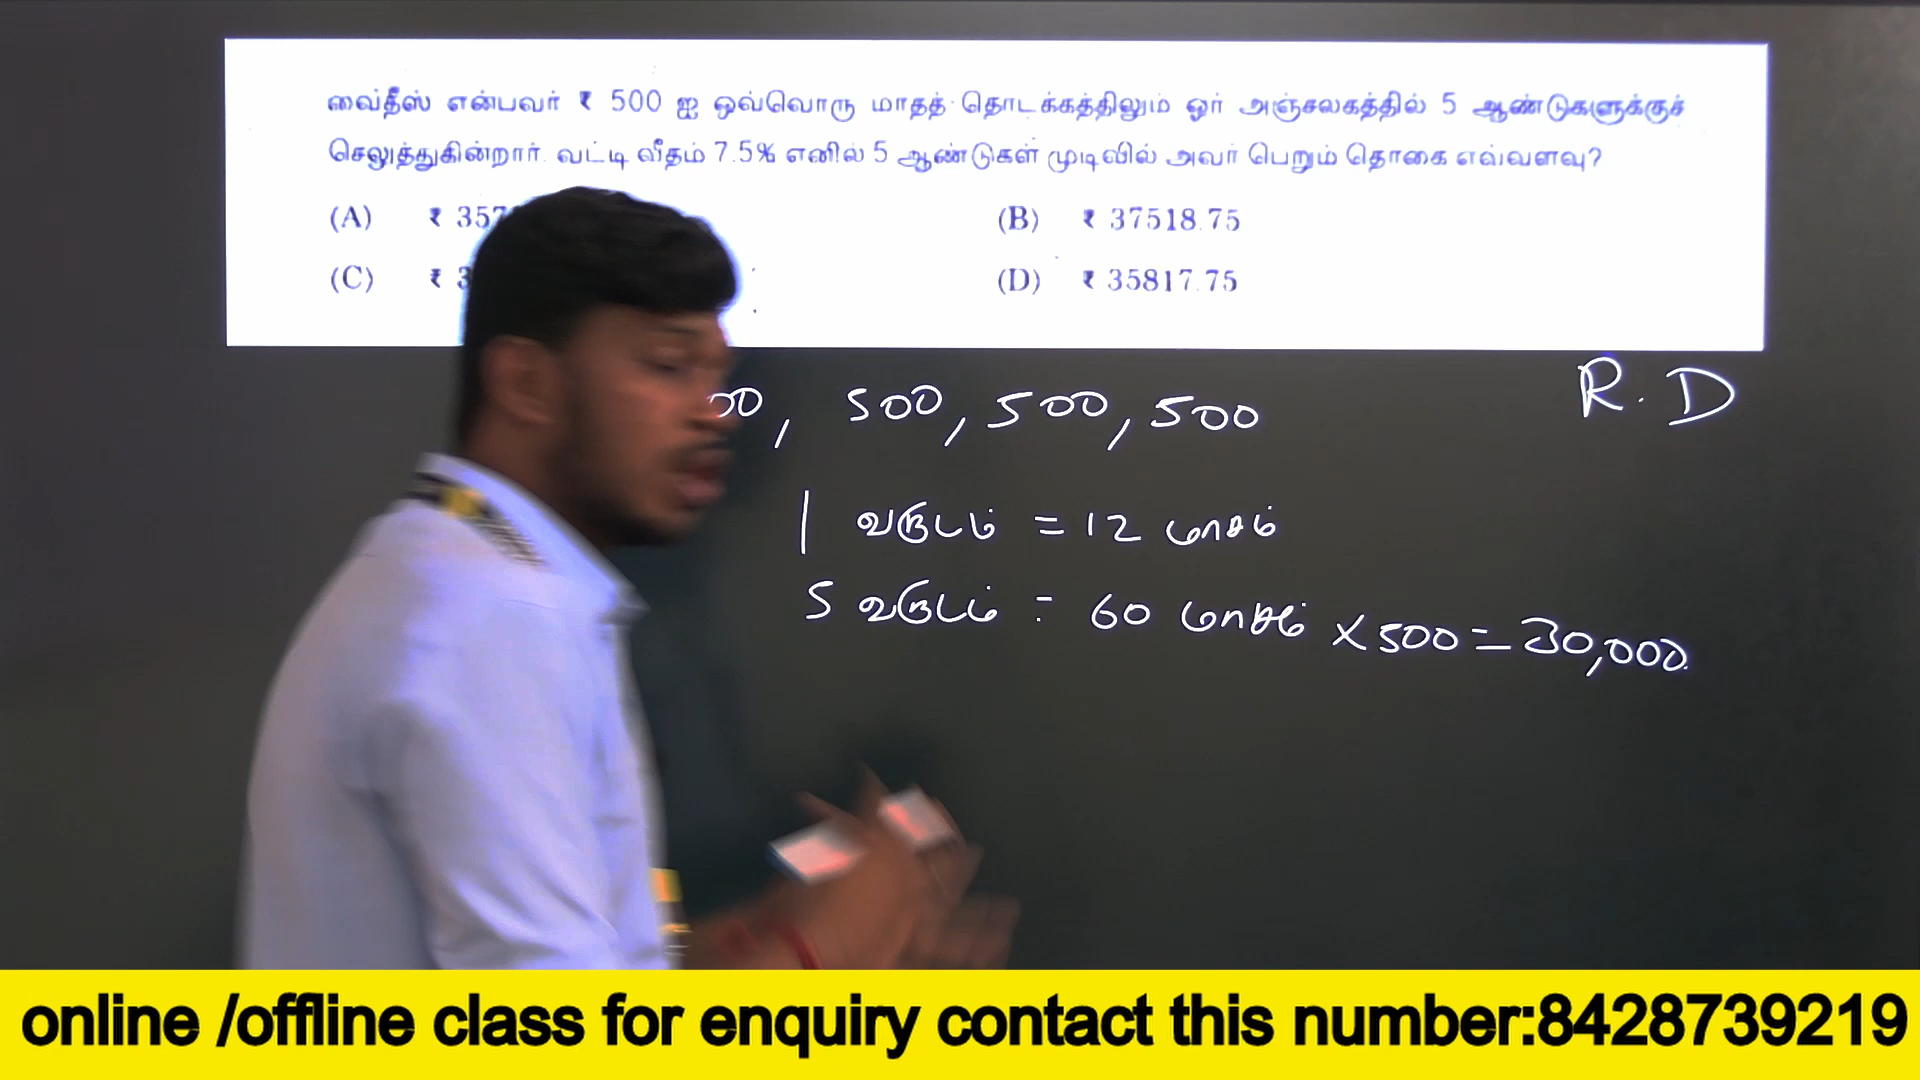 வைதீஸ் என்பவர் ₹ 500 ஐ ஒவ்வொரு மாதத் தொடக்கத்திலும் ஓர் அஞ்சலகத்தில் 5 ஆண்டுகளுக்குச்
செலுத்துகின்றார். வட்டி வீதம் 7.5% எனில் 5 ஆண்டுகள் முடிவில் அவர் பெறும் தொகை எவ்வளவு?
(A) ₹ 357
(B) ₹ 37518.75
(C) ₹ 3
(D) ₹ 35817.75
R.D
00, 500, 500, 500
1 வருடம் = 12 மாசம்
5 வருடம் = 60 மாசம் × 500 = 30,000
online /offline class for enquiry contact this number:8428739219